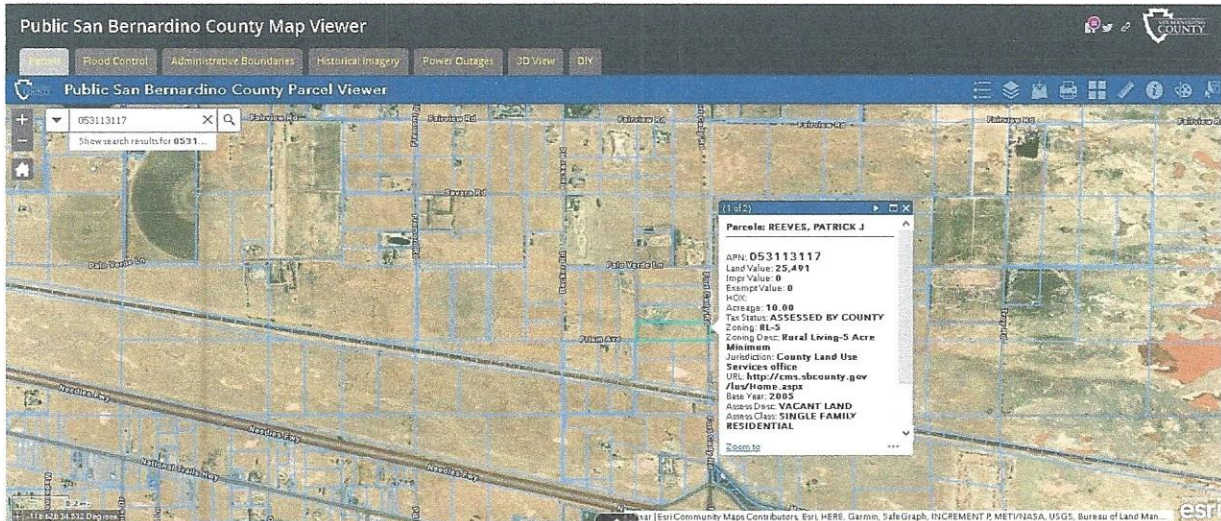 Public San Bernardino County Map Viewer
SAN BERNARDINO
COUNTY
Parcels
Flood Control
Administrative Boundaries
Historical Imagery
Power Outages
3D View
DIY
Public San Bernardino County Parcel Viewer
053113117
Show search results for 0531...
Fairview Rd
Fairview Rd
Fairview Rd
Fairview Rd
Savara Rd
Palo Verde Ln
Palo Verde Ln
Prism Ave
Needles Fwy
Needles Fwy
Needles Fwy
National Trails Hwy
(1 of 2)
Parcels: REEVES, PATRICK J
APN: 053113117
Land Value: 25,491
Impr Value: 0
Exempt Value: 0
HOX:
Acreage: 10.00
Tax Status: ASSESSED BY COUNTY
Zoning: RL-5
Zoning Desc: Rural Living-5 Acre
Minimum
Jurisdiction: County Land Use
Services office
URL: http://cms.sbcounty.gov
/lus/Home.aspx
Base Year: 2005
Assess Desc: VACANT LAND
Assess Class: SINGLE FAMILY
RESIDENTIAL
Zoom to
...
Maxar | Esri Community Maps Contributors, Esri, HERE, Garmin, SafeGraph, INCREMENT P, METI/NASA, USGS, Bureau of Land Man...
esri